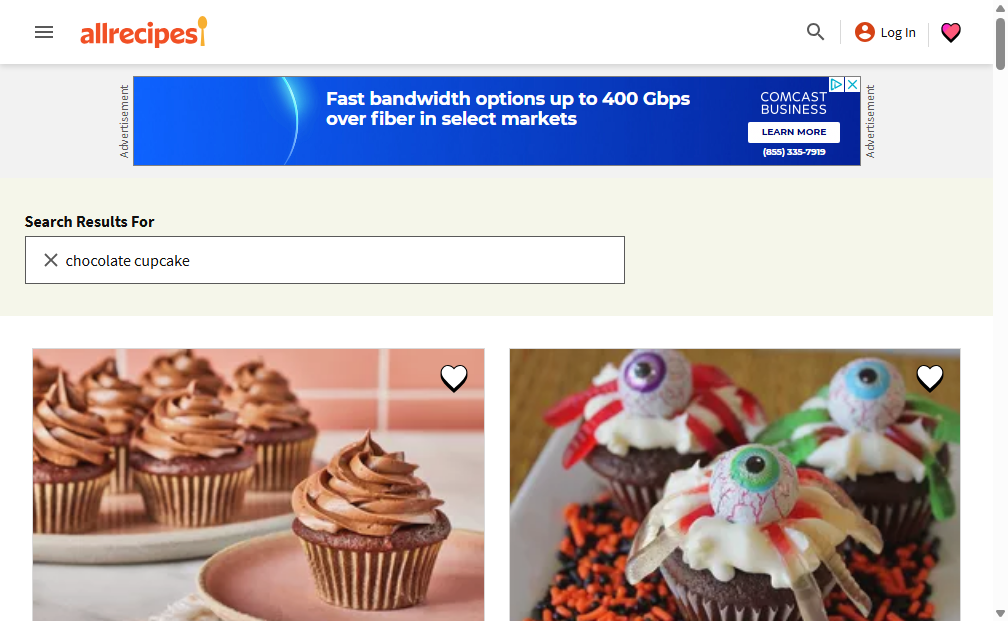 allrecipes
Log In
Advertisement
Fast bandwidth options up to 400 Gbps
over fiber in select markets
COMCAST
BUSINESS
LEARN MORE
(855) 335-7919
Advertisement
Search Results For
chocolate cupcake